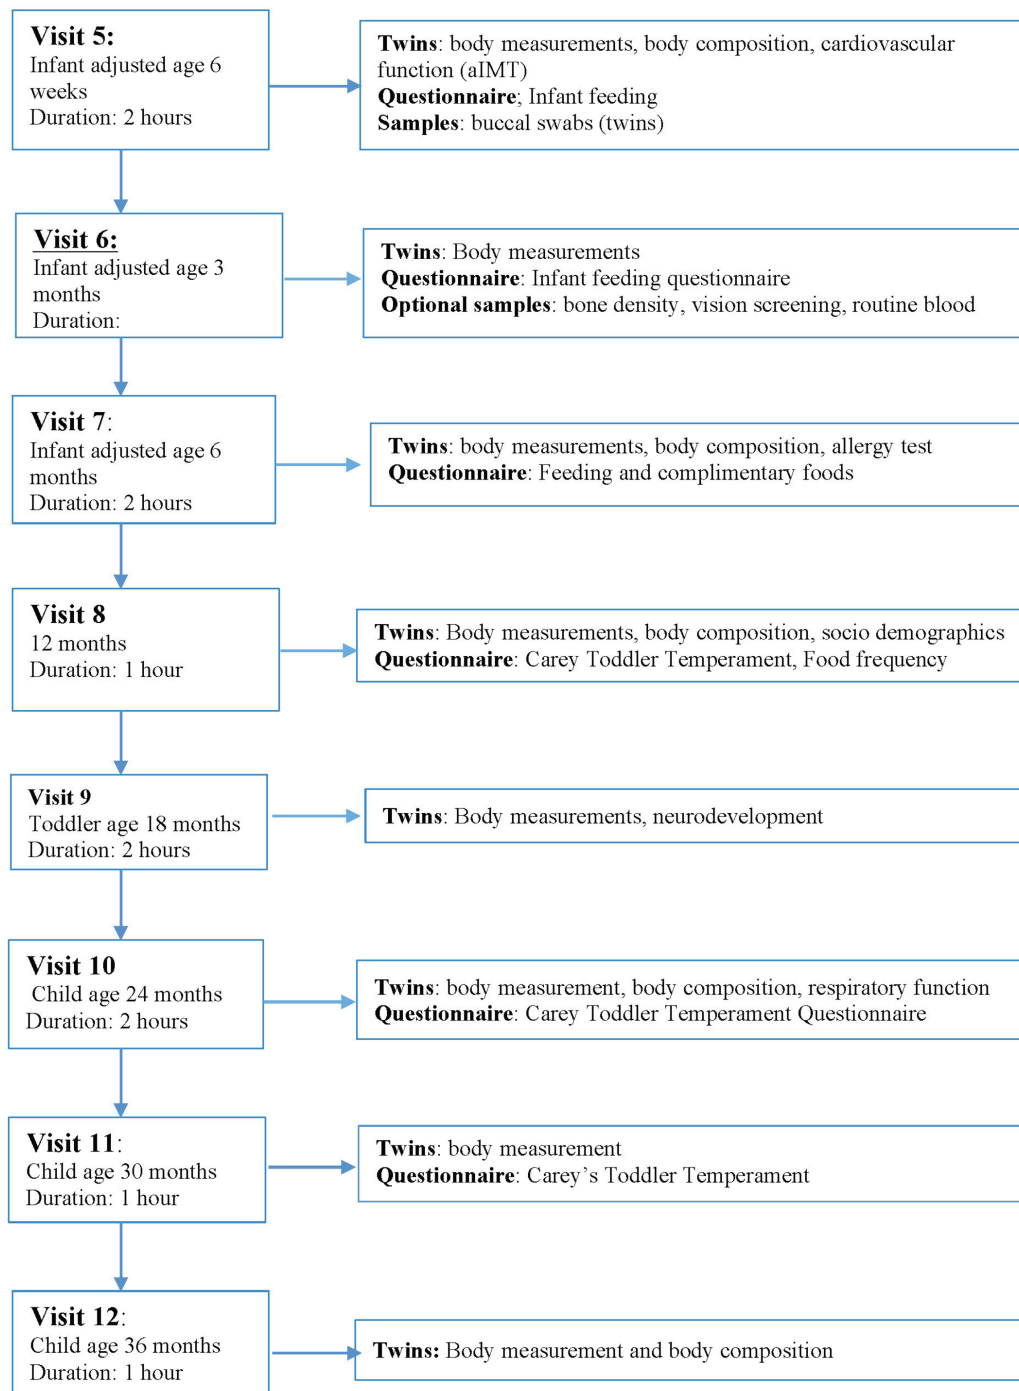 Visit 5:
Infant adjusted age 6
weeks
Duration: 2 hours
Twins: body measurements, body composition, cardiovascular
function (aIMT)
Questionnaire; Infant feeding
Samples: buccal swabs (twins)
Visit 6:
Infant adjusted age 3
months
Duration:
Twins: Body measurements
Questionnaire: Infant feeding questionnaire
Optional samples: bone density, vision screening, routine blood
Visit 7:
Infant adjusted age 6
months
Duration: 2 hours
Twins: body measurements, body composition, allergy test
Questionnaire: Feeding and complimentary foods
Visit 8
12 months
Duration: 1 hour
Twins: Body measurements, body composition, socio demographics
Questionnaire: Carey Toddler Temperament, Food frequency
Visit 9
Toddler age 18 months
Duration: 2 hours
Twins: Body measurements, neurodevelopment
Visit 10
Child age 24 months
Duration: 2 hours
Twins: body measurement, body composition, respiratory function
Questionnaire: Carey Toddler Temperament Questionnaire
Visit 11:
Child age 30 months
Duration: 1 hour
Twins: body measurement
Questionnaire: Carey’s Toddler Temperament
Visit 12:
Child age 36 months
Duration: 1 hour
Twins: Body measurement and body composition